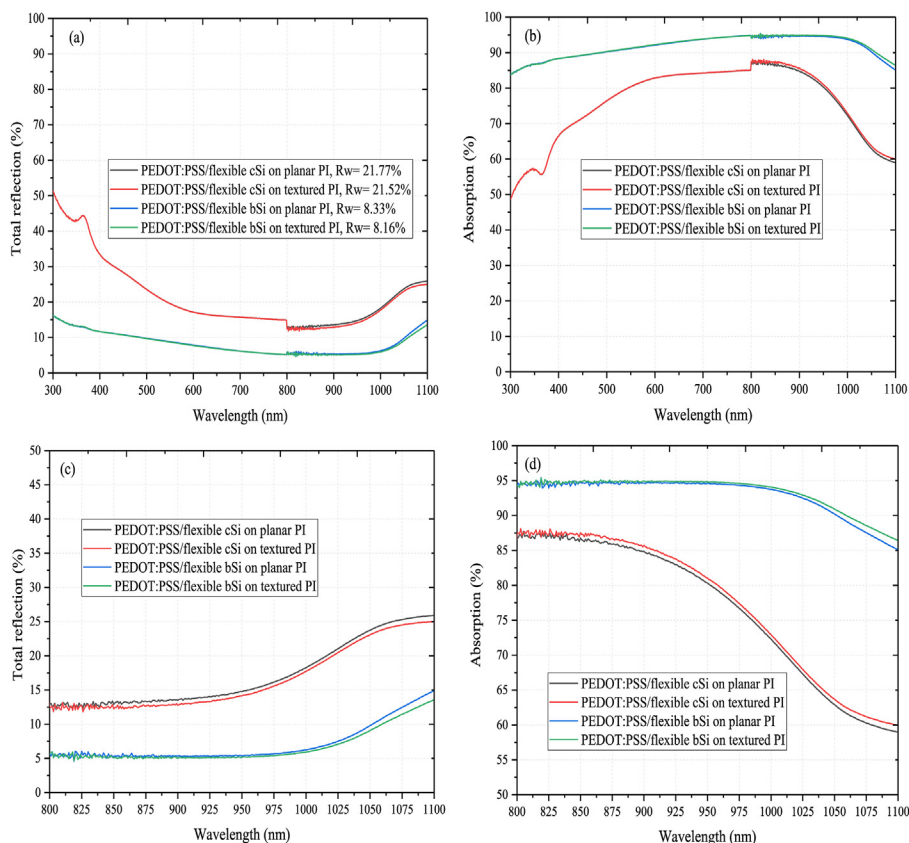 (a)
Total reflection (%)
100
90
80
70
60
50
40
30
20
10
0
PEDOT:PSS/flexible cSi on planar PI, Rw= 21.77%
PEDOT:PSS/flexible cSi on textured PI, Rw= 21.52%
PEDOT:PSS/flexible bSi on planar PI, Rw= 8.33%
PEDOT:PSS/flexible bSi on textured PI, Rw= 8.16%
300 400 500 600 700 800 900 1000 1100
Wavelength (nm)
(b)
Absorption (%)
100
90
80
70
60
50
40
30
20
10
0
PEDOT:PSS/flexible cSi on planar PI
PEDOT:PSS/flexible cSi on textured PI
PEDOT:PSS/flexible bSi on planar PI
PEDOT:PSS/flexible bSi on textured PI
300 400 500 600 700 800 900 1000 1100
Wavelength (nm)
(c)
Total reflection (%)
50
45
40
35
30
25
20
15
10
5
0
PEDOT:PSS/flexible cSi on planar PI
PEDOT:PSS/flexible cSi on textured PI
PEDOT:PSS/flexible bSi on planar PI
PEDOT:PSS/flexible bSi on textured PI
800 825 850 875 900 925 950 975 1000 1025 1050 1075 1100
Wavelength (nm)
(d)
Absorption (%)
100
95
90
85
80
75
70
65
60
55
50
PEDOT:PSS/flexible cSi on planar PI
PEDOT:PSS/flexible cSi on textured PI
PEDOT:PSS/flexible bSi on planar PI
PEDOT:PSS/flexible bSi on textured PI
800 825 850 875 900 925 950 975 1000 1025 1050 1075 1100
Wavelength (nm)